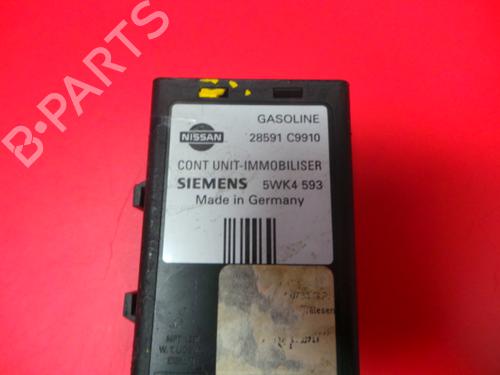 B-PARTS
GASOLINE
NISSAN
28591 C9910
CONT UNIT-IMMOBILISER
SIEMENS 5WK4 593
Made in Germany